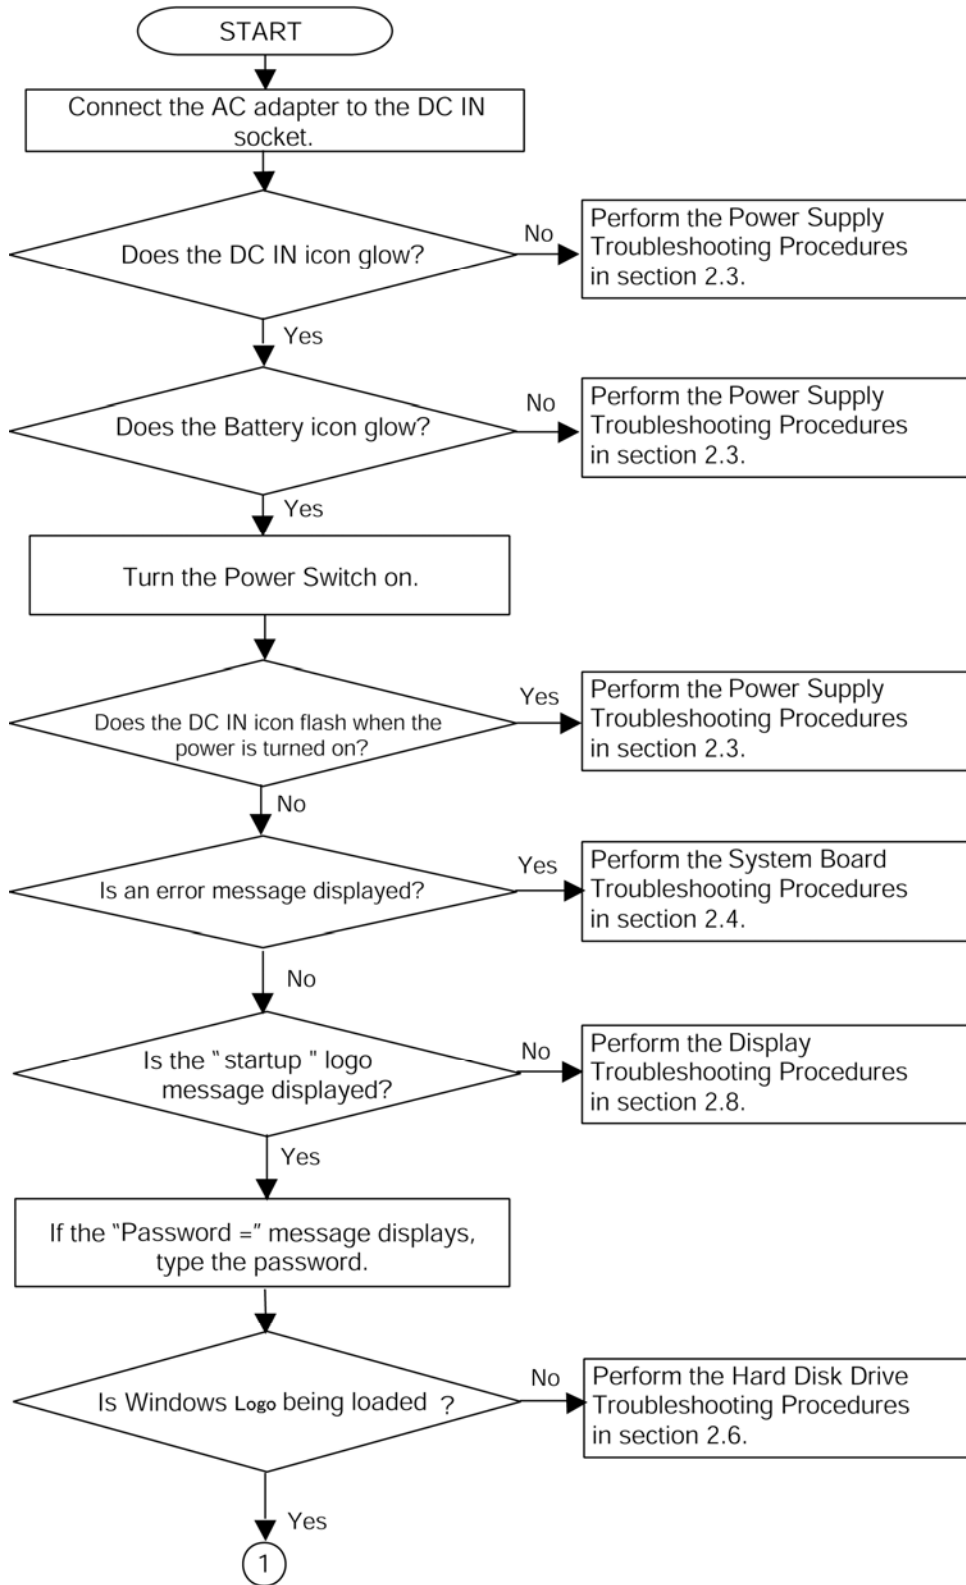 START
Connect the AC adapter to the DC IN
socket.
Does the DC IN icon glow?
No
Perform the Power Supply
Troubleshooting Procedures
in section 2.3.
Yes
Does the Battery icon glow?
No
Perform the Power Supply
Troubleshooting Procedures
in section 2.3.
Yes
Turn the Power Switch on.
Does the DC IN icon flash when the
power is turned on?
Yes
Perform the Power Supply
Troubleshooting Procedures
in section 2.3.
No
Is an error message displayed?
Yes
Perform the System Board
Troubleshooting Procedures
in section 2.4.
No
Is the “ startup ” logo
message displayed?
No
Perform the Display
Troubleshooting Procedures
in section 2.8.
Yes
If the “Password =” message displays,
type the password.
Is Windows Logo being loaded ?
No
Perform the Hard Disk Drive
Troubleshooting Procedures
in section 2.6.
Yes
1